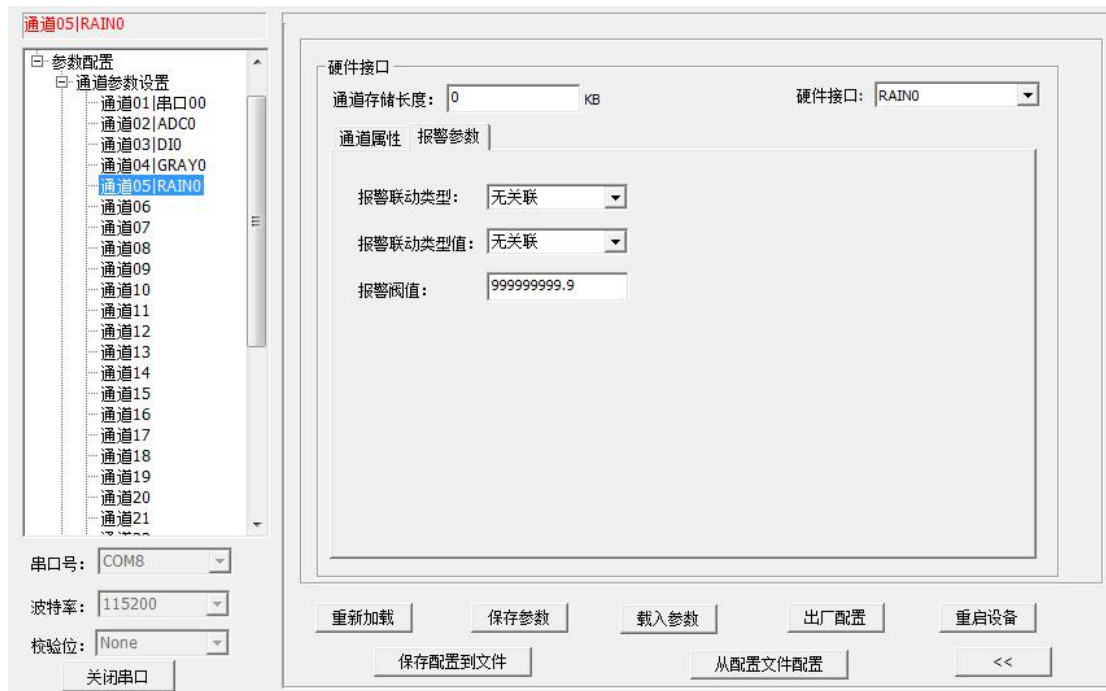 通道05|RAIN0
参数配置
通道参数设置
通道01|串口00
通道02|ADC0
通道03|DI0
通道04|GRAY0
通道05|RAIN0
通道06
通道07
通道08
通道09
通道10
通道11
通道12
通道13
通道14
通道15
通道16
通道17
通道18
通道19
通道20
通道21
串口号： COM8
波特率： 115200
校验位： None
关闭串口
硬件接口
通道存储长度： 0 KB 硬件接口: RAIN0
通道属性 报警参数
报警联动类型： 无关联
报警联动类型值： 无关联
报警阀值： 999999999.9
重新加载 保存参数 载入参数 出厂配置 重启设备
保存配置到文件 从配置文件配置 <<